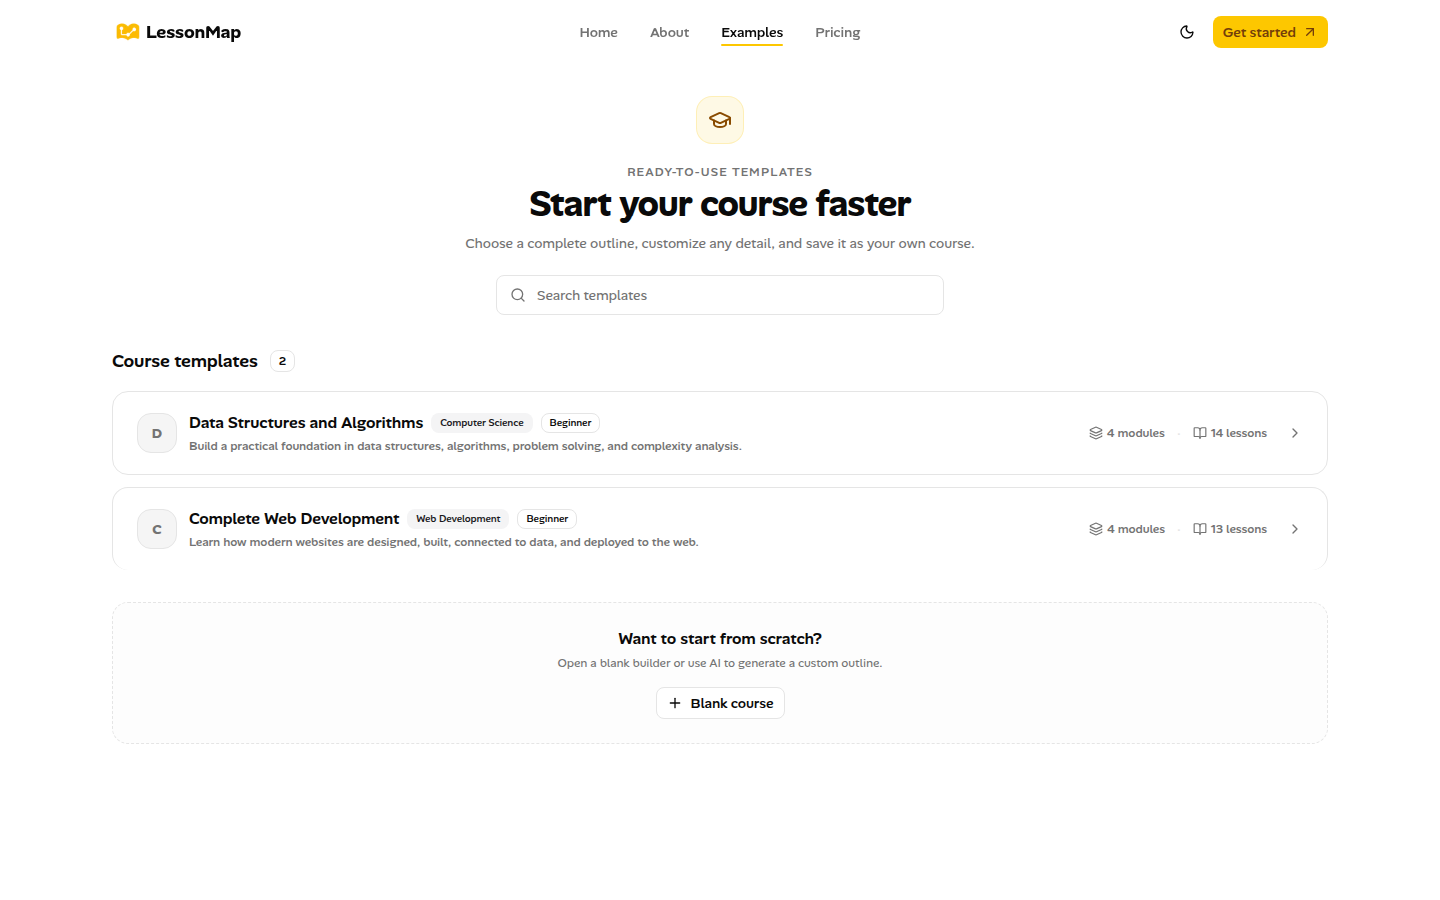 LessonMap
Home
About
Examples
Pricing
Get started
READY-TO-USE TEMPLATES
Start your course faster
Choose a complete outline, customize any detail, and save it as your own course.
Search templates
Course templates 2
D
Data Structures and Algorithms Computer Science Beginner
Build a practical foundation in data structures, algorithms, problem solving, and complexity analysis.
4 modules · 14 lessons
C
Complete Web Development Web Development Beginner
Learn how modern websites are designed, built, connected to data, and deployed to the web.
4 modules · 13 lessons
Want to start from scratch?
Open a blank builder or use AI to generate a custom outline.
Blank course